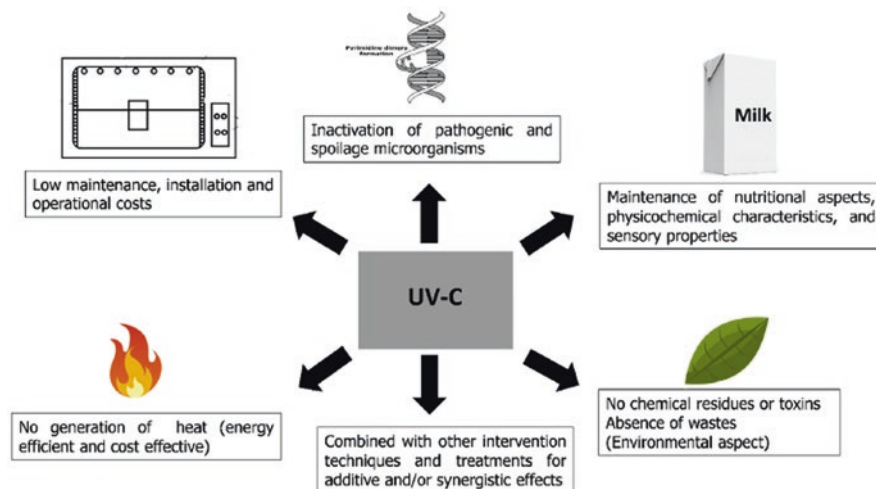 Pyrimidine dimers
formation
Inactivation of pathogenic and
spoilage microorganisms
Milk
Low maintenance, installation and
operational costs
Maintenance of nutritional aspects,
physicochemical characteristics, and
sensory properties
UV-C
No generation of heat (energy
efficient and cost effective)
Combined with other intervention
techniques and treatments for
additive and/or synergistic effects
No chemical residues or toxins
Absence of wastes
(Environmental aspect)